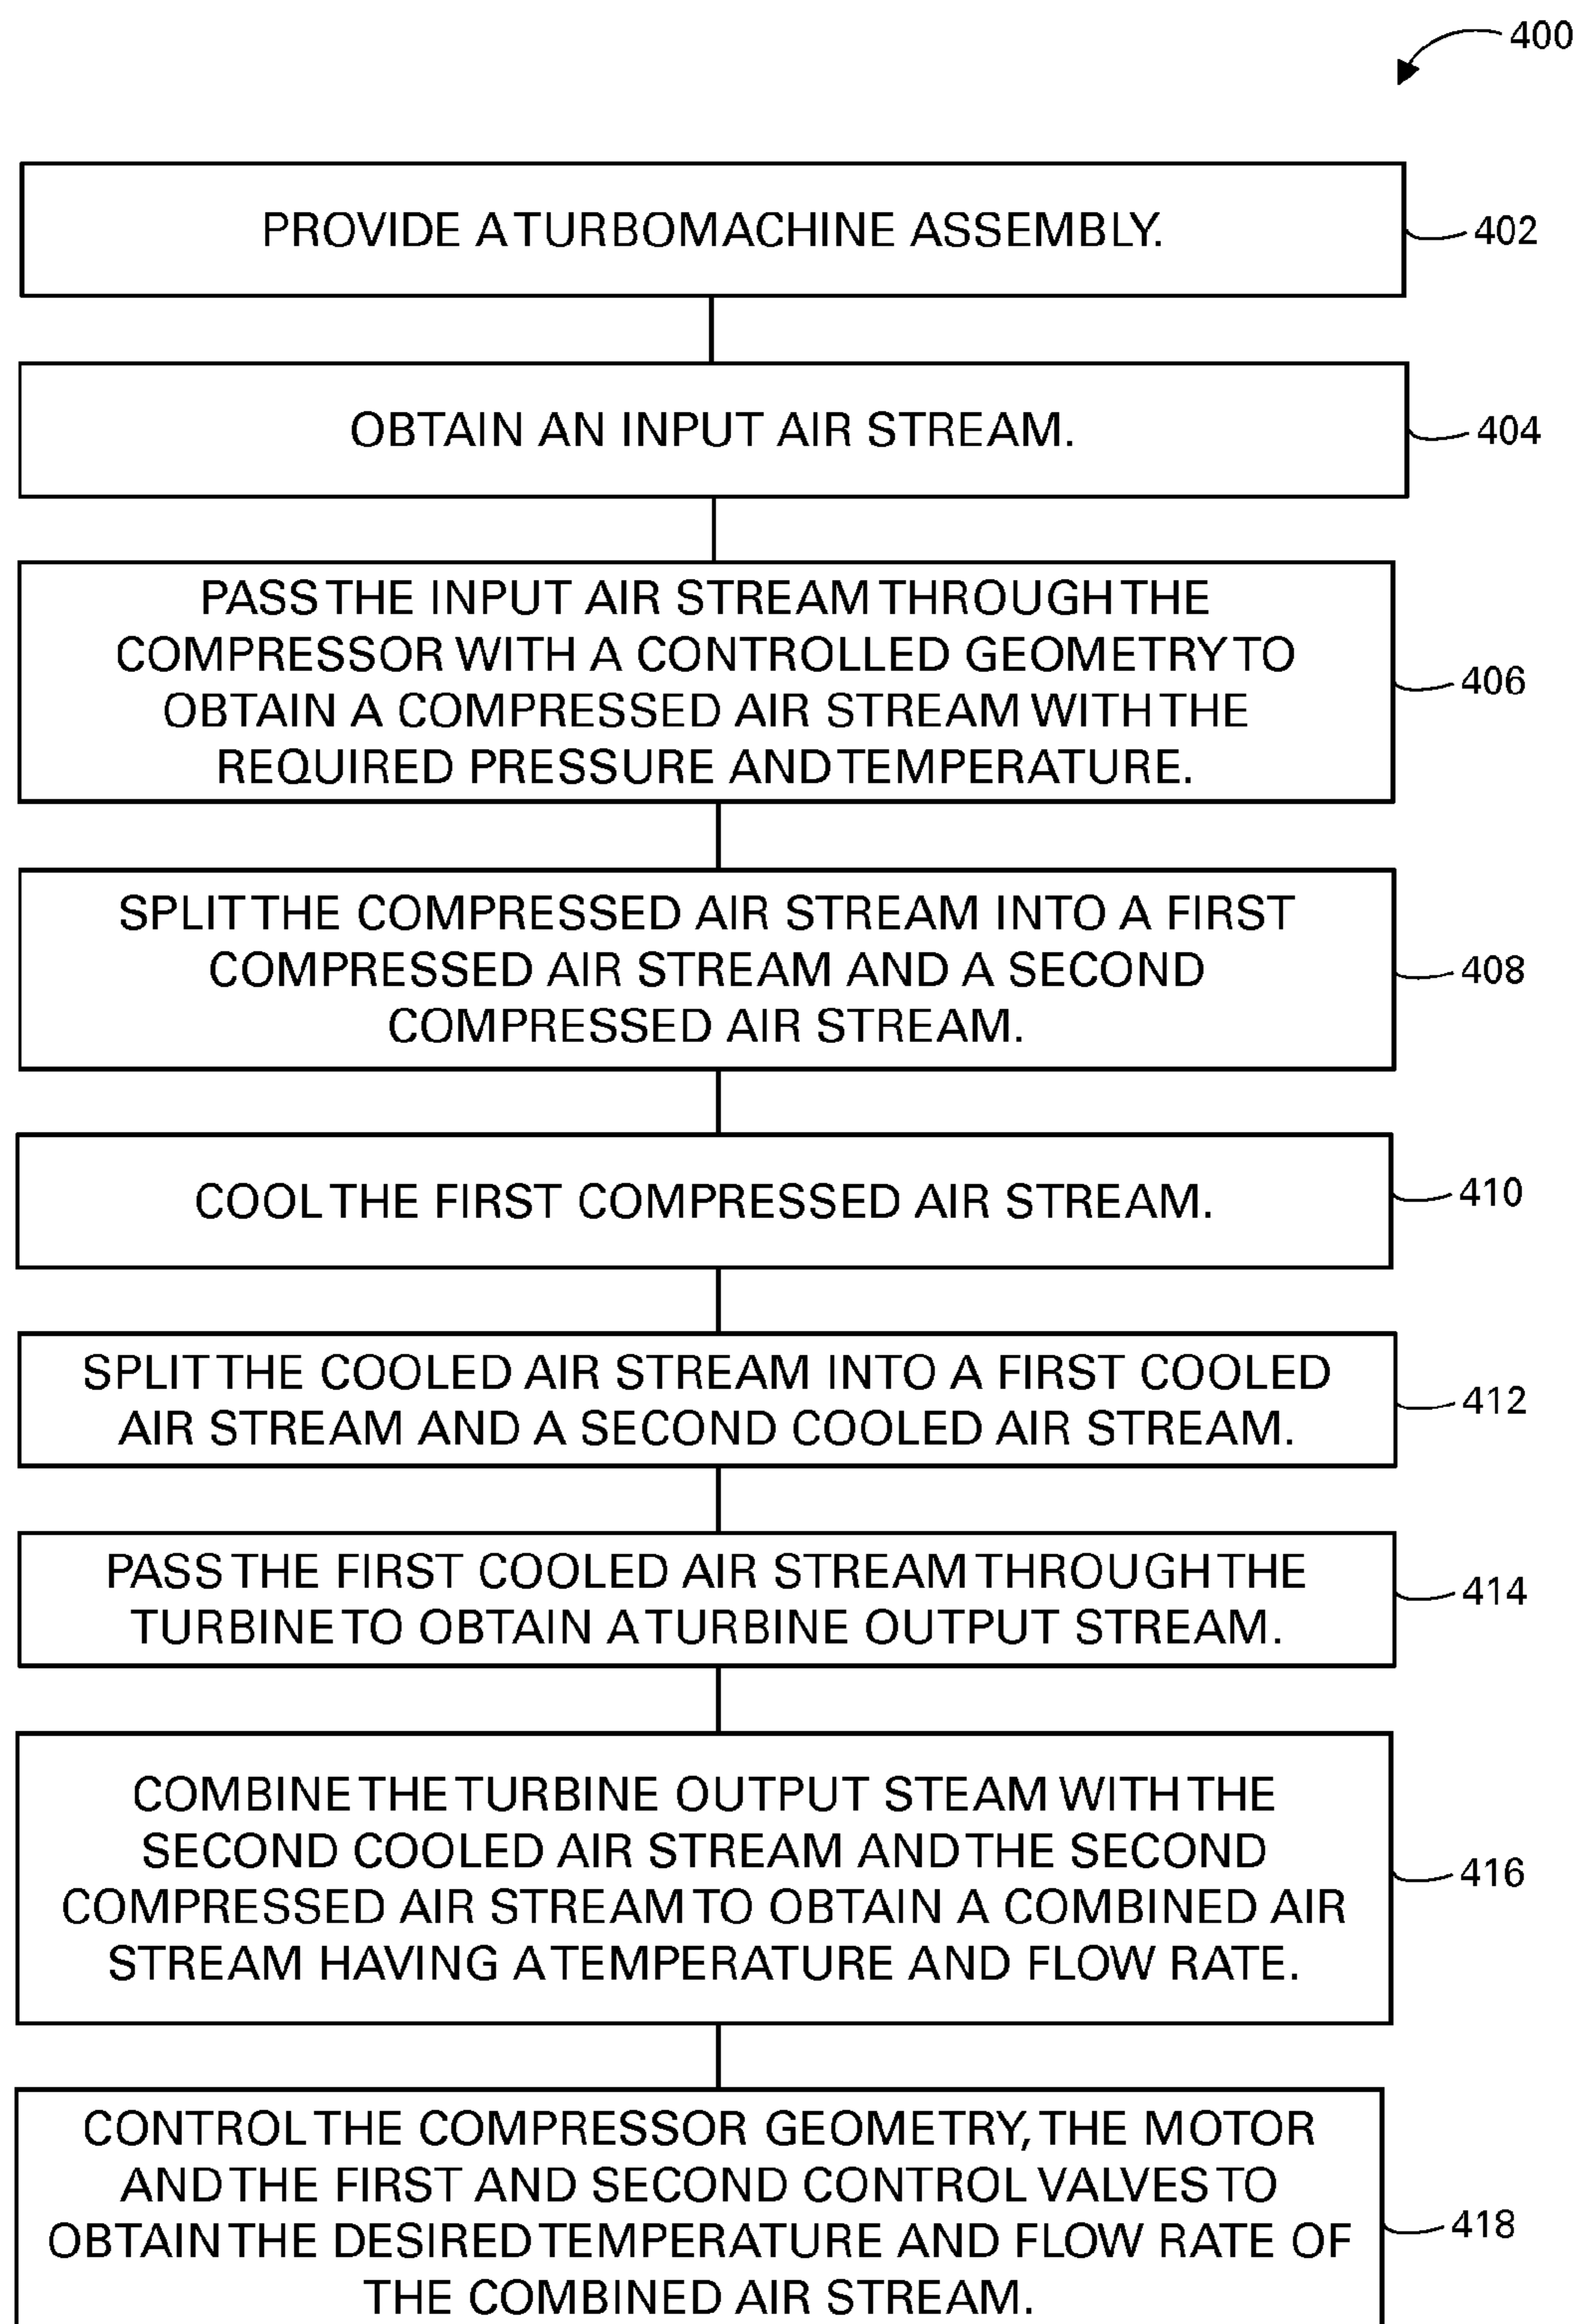 400
PROVIDE A TURBOMACHINE ASSEMBLY.
402
OBTAIN AN INPUT AIR STREAM.
404
PASS THE INPUT AIR STREAM THROUGH THE
COMPRESSOR WITH A CONTROLLED GEOMETRY TO
OBTAIN A COMPRESSED AIR STREAM WITH THE
REQUIRED PRESSURE AND TEMPERATURE.
406
SPLIT THE COMPRESSED AIR STREAM INTO A FIRST
COMPRESSED AIR STREAM AND A SECOND
COMPRESSED AIR STREAM.
408
COOL THE FIRST COMPRESSED AIR STREAM.
410
SPLIT THE COOLED AIR STREAM INTO A FIRST COOLED
AIR STREAM AND A SECOND COOLED AIR STREAM.
412
PASS THE FIRST COOLED AIR STREAM THROUGH THE
TURBINE TO OBTAIN A TURBINE OUTPUT STREAM.
414
COMBINE THE TURBINE OUTPUT STEAM WITH THE
SECOND COOLED AIR STREAM AND THE SECOND
COMPRESSED AIR STREAM TO OBTAIN A COMBINED AIR
STREAM HAVING A TEMPERATURE AND FLOW RATE.
416
CONTROL THE COMPRESSOR GEOMETRY, THE MOTOR
AND THE FIRST AND SECOND CONTROL VALVES TO
OBTAIN THE DESIRED TEMPERATURE AND FLOW RATE OF
THE COMBINED AIR STREAM.
418